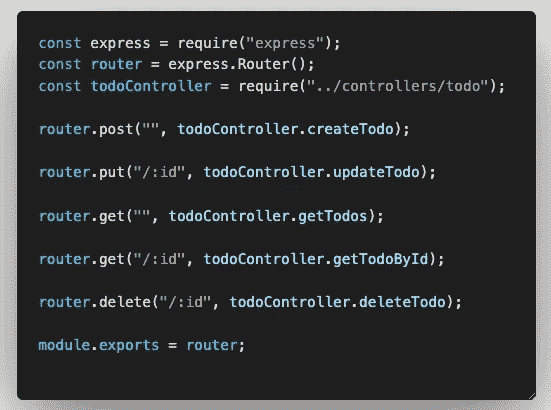 const express = require("express");
const router = express.Router();
const todoController = require("../controllers/todo");
router.post("", todoController.createTodo);
router.put("/:id", todoController.updateTodo);
router.get("", todoController.getTodos);
router.get("/:id", todoController.getTodoById);
router.delete("/:id", todoController.deleteTodo);
module.exports = router;